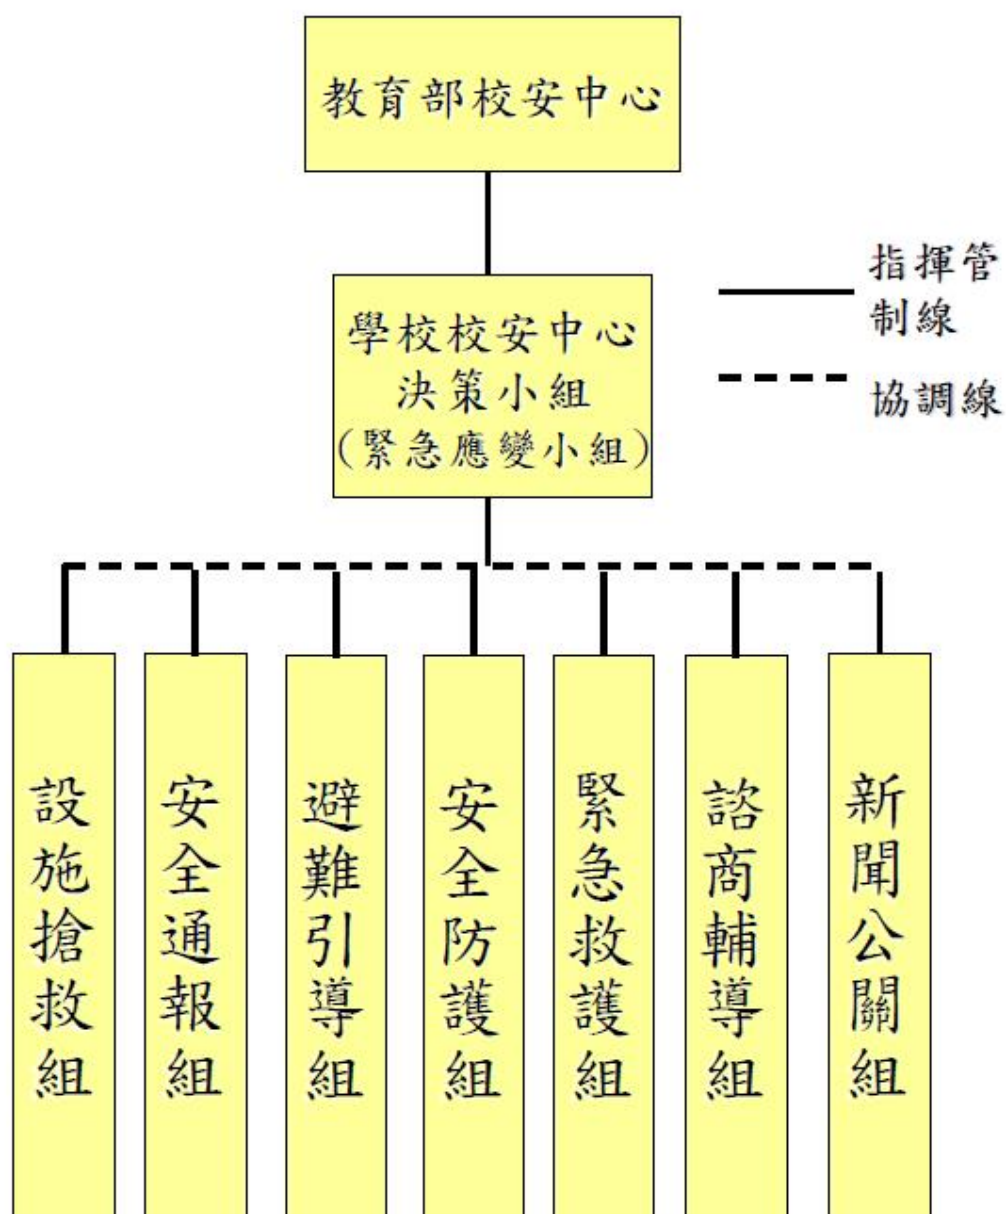 教育部校安中心
學校校安中心
決策小組
(緊急應變小組)
指揮管
制線
協調線
設施搶救組
安全通報組
避難引導組
安全防護組
緊急救護組
諮商輔導組
新聞公關組